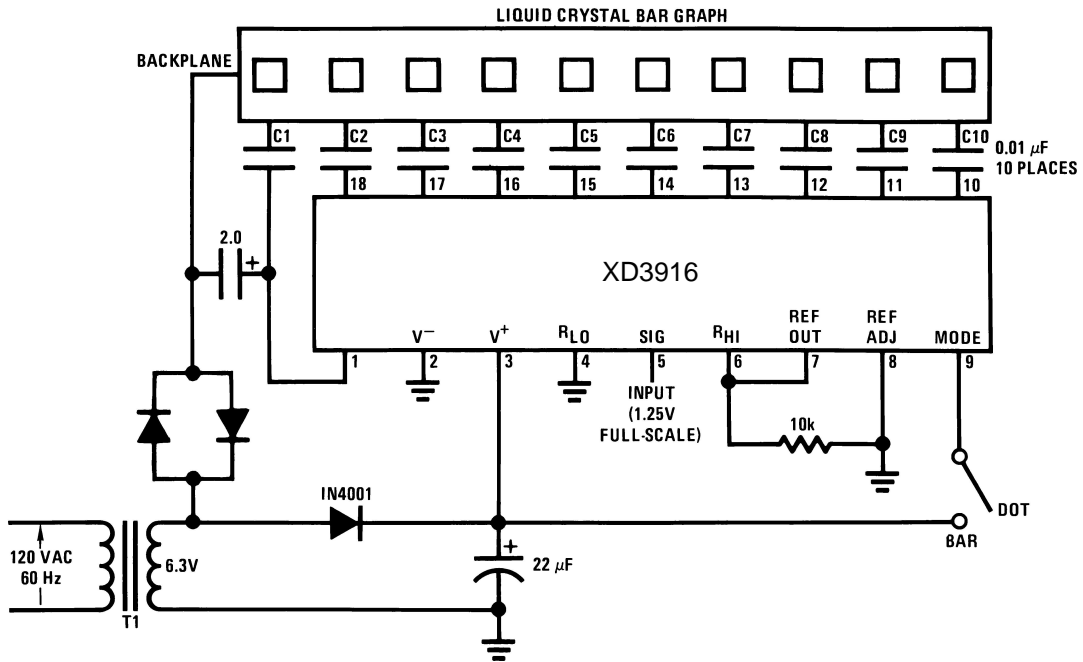 LIQUID CRYSTAL BAR GRAPH
BACKPLANE
C1 C2 C3 C4 C5 C6 C7 C8 C9 C10
0.01 μF
10 PLACES
18 17 16 15 14 13 12 11 10
2.0
+
XD3916
V− V+ RLO SIG RHI REF OUT REF ADJ MODE
1 2 3 4 5 6 7 8 9
INPUT
(1.25V
FULL-SCALE)
10k
IN4001
DOT
BAR
120 VAC
60 Hz
6.3V
+
22 μF
T1